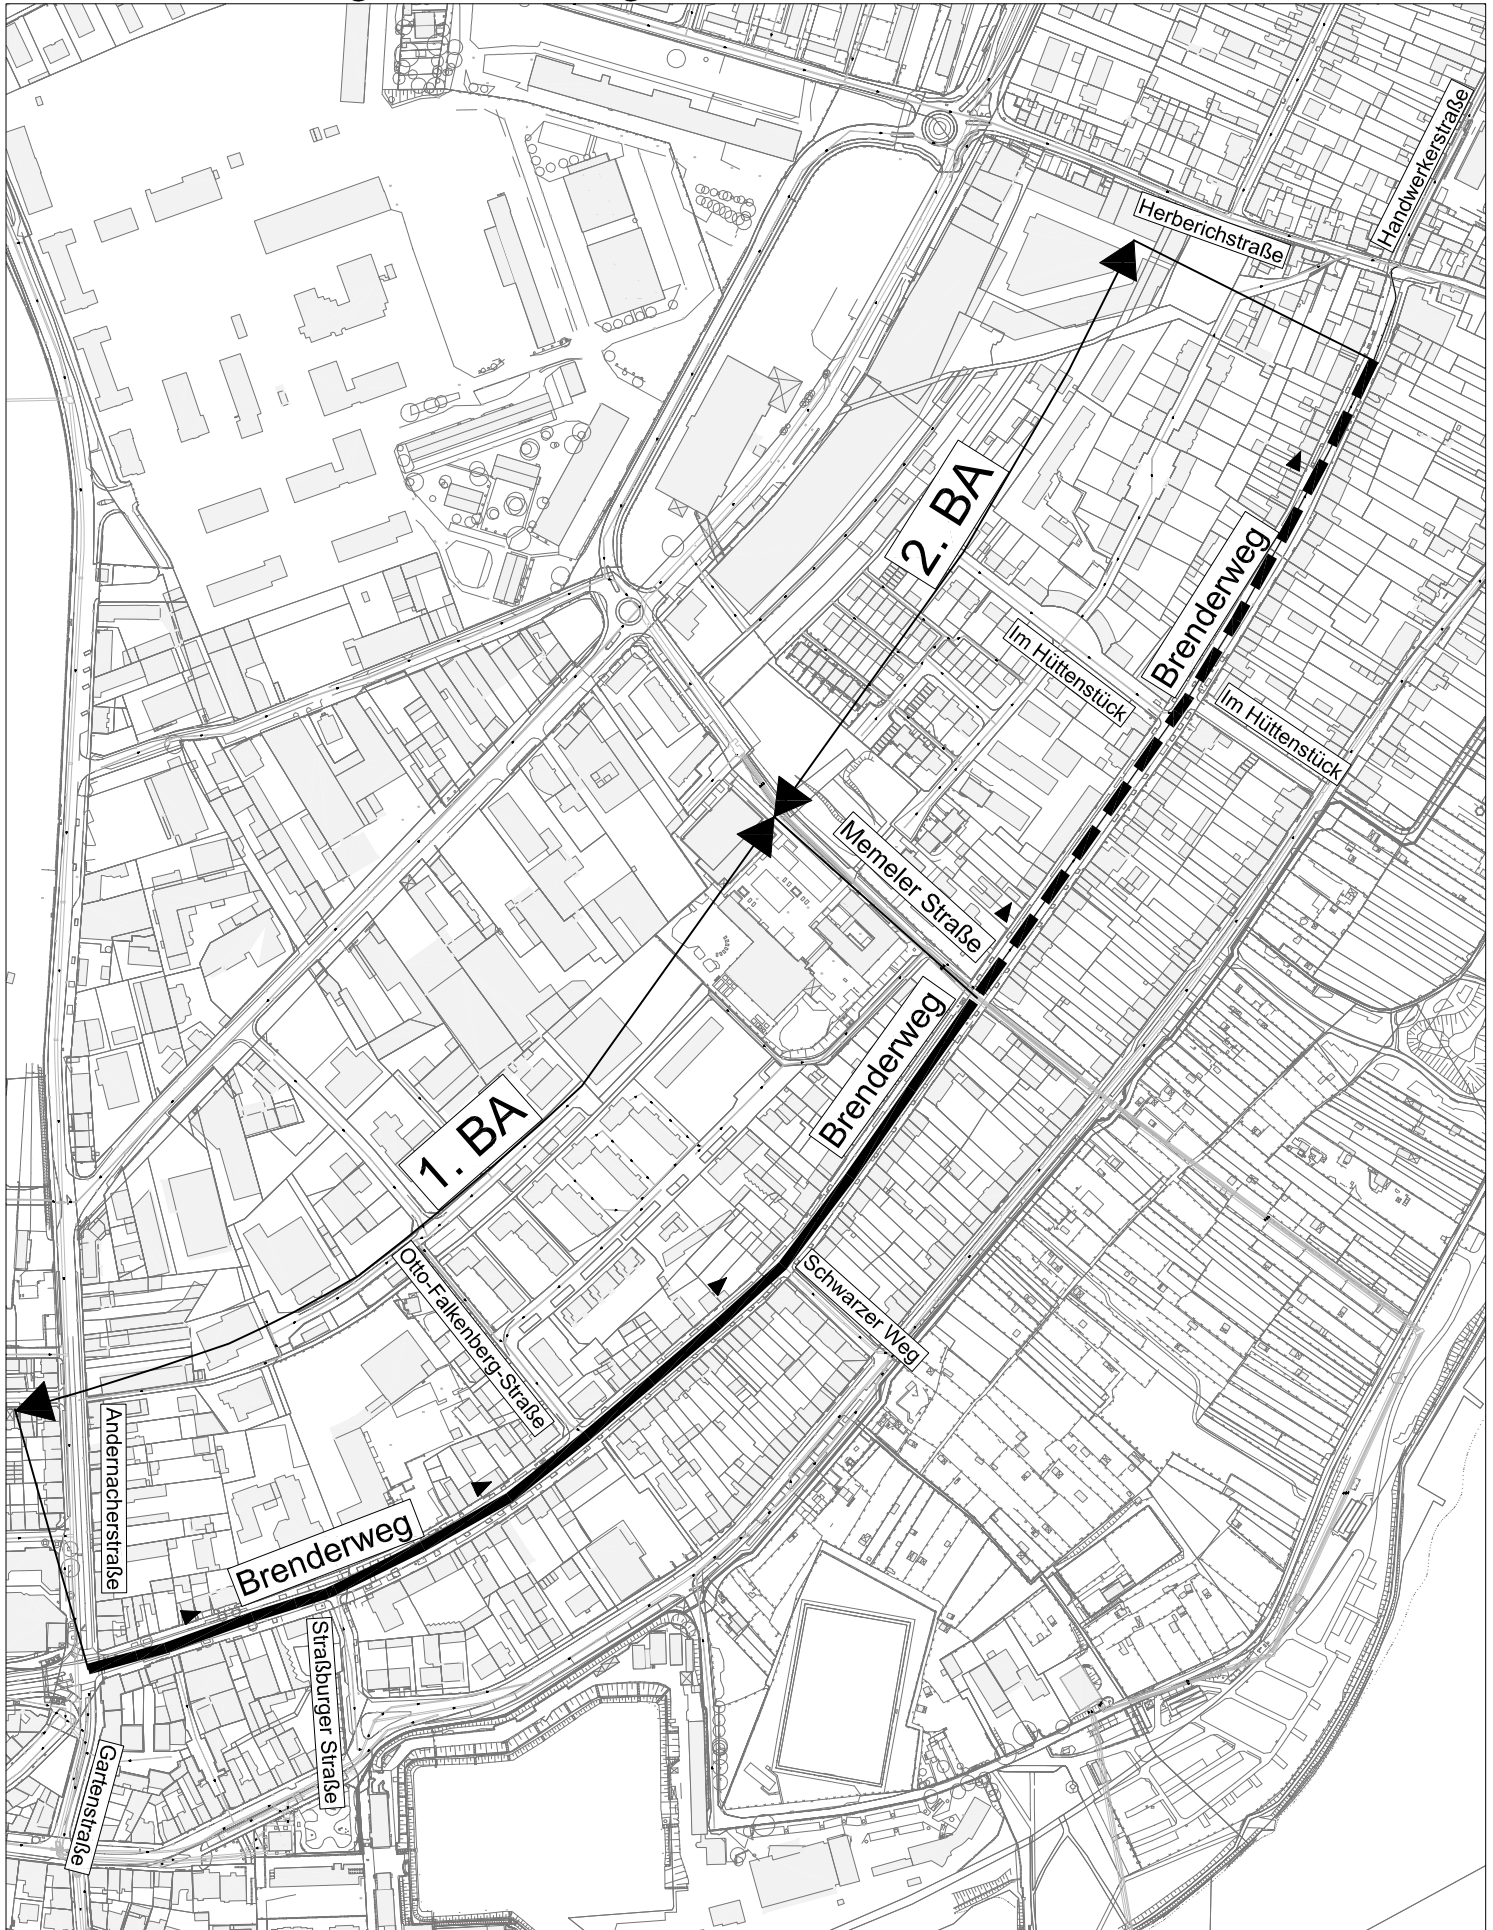 Handwerkerstraße
Herberichstraße
2. BA
Brenderweg
Im Hüttenstück
Im Hüttenstück
Memeler Straße
Brenderweg
1. BA
Schwarzer Weg
Otto-Falkenberg-Straße
Andernacherstraße
Brenderweg
Straßburger Straße
Gartenstraße